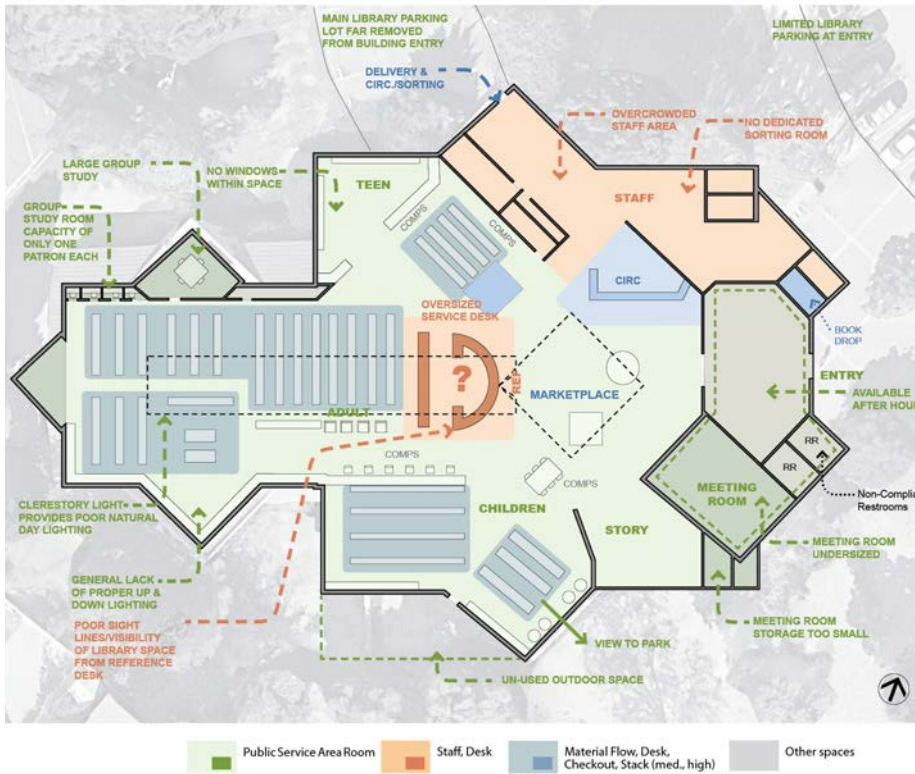 MAIN LIBRARY PARKING
LOT FAR REMOVED
FROM BUILDING ENTRY
LIMITED LIBRARY
PARKING AT ENTRY
DELIVERY &
CIRC./SORTING
OVERCROWDED
STAFF AREA
NO DEDICATED
SORTING ROOM
LARGE GROUP
STUDY
NO WINDOWS
WITHIN SPACE
TEEN
STAFF
GROUP
STUDY ROOM
CAPACITY OF
ONLY ONE
PATRON EACH
COMPS
COMPS
CIRC
OVERSIZED
SERVICE DESK
BOOK
DROP
?
REF
MARKETPLACE
ENTRY
AVAILABLE
AFTER HOU
ADULT
COMPS
COMPS
RR
RR
MEETING
ROOM
CLERESTORY LIGHT
PROVIDES POOR NATURAL
DAY LIGHTING
CHILDREN
STORY
Non-Complia
Restrooms
MEETING ROOM
UNDERSIZED
GENERAL LACK
OF PROPER UP &
DOWN LIGHTING
POOR SIGHT
LINES/VISIBILITY
OF LIBRARY SPACE
FROM REFERENCE
DESK
MEETING ROOM
STORAGE TOO SMALL
VIEW TO PARK
UN-USED OUTDOOR SPACE
Public Service Area Room
Staff, Desk
Material Flow, Desk,
Checkout, Stack (med., high)
Other spaces